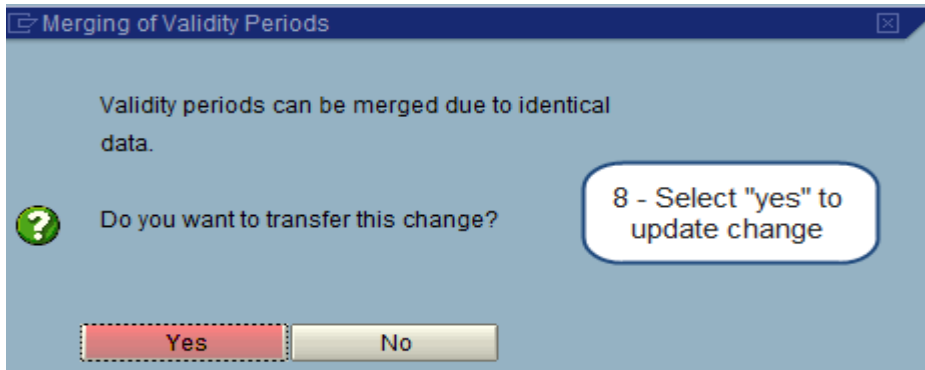 Merging of Validity Periods
Validity periods can be merged due to identical
data.
Do you want to transfer this change?
8 - Select "yes" to
update change
Yes
No